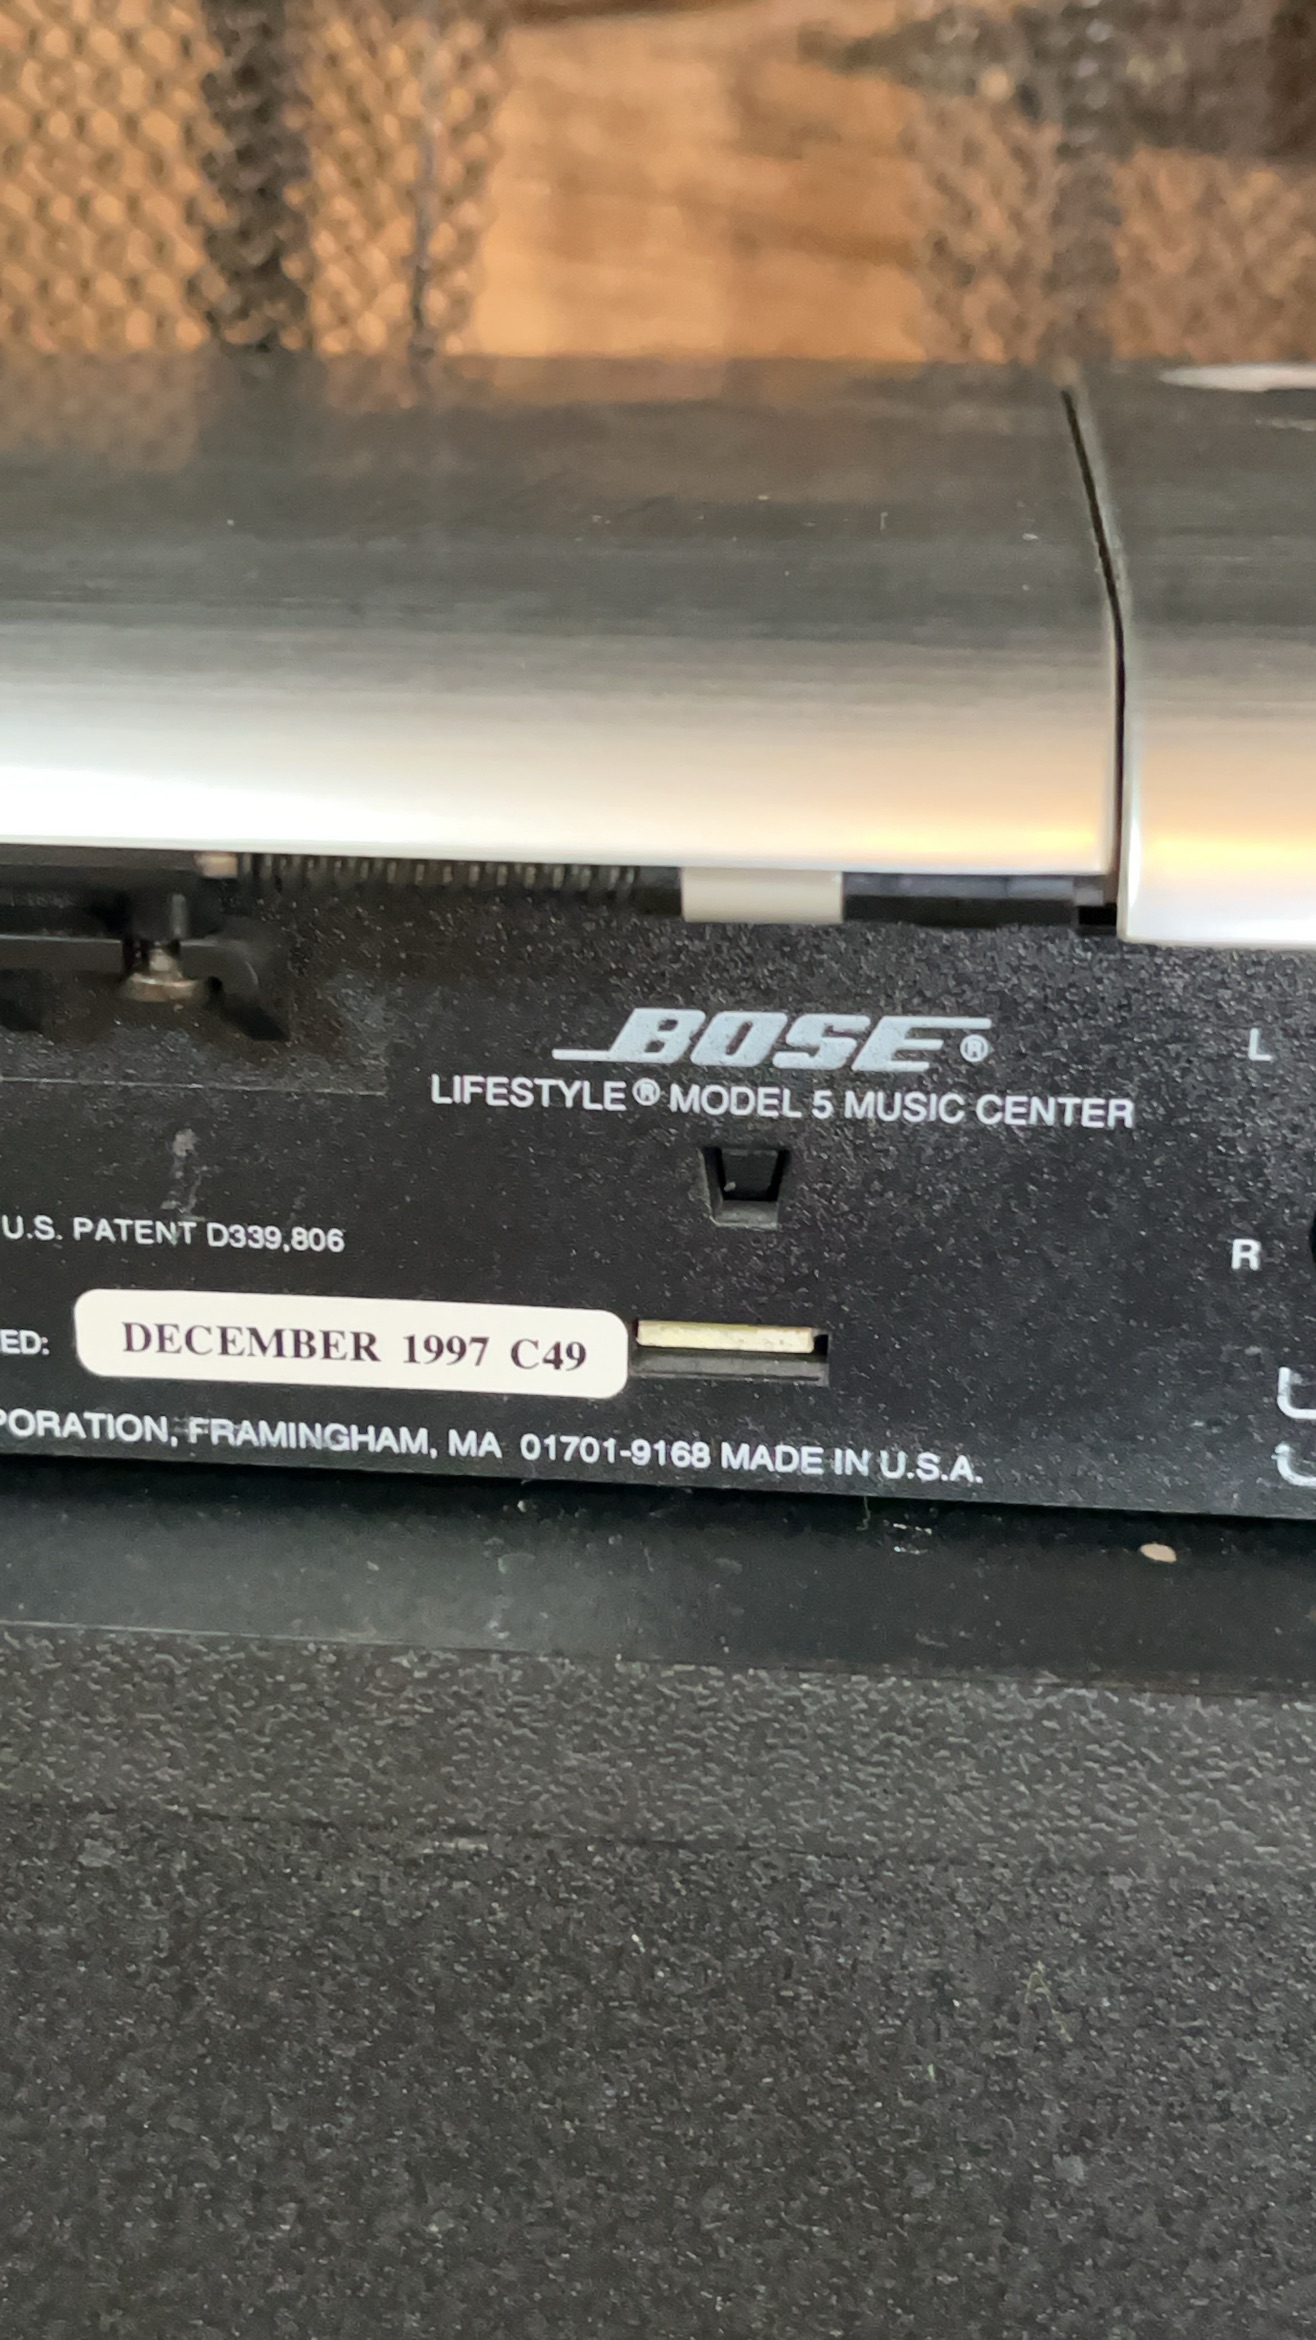 BOSE®
LIFESTYLE® MODEL 5 MUSIC CENTER
L
U.S. PATENT D339,806
R
ED:
DECEMBER 1997 C49
PORATION, FRAMINGHAM, MA 01701-9168 MADE IN U.S.A.